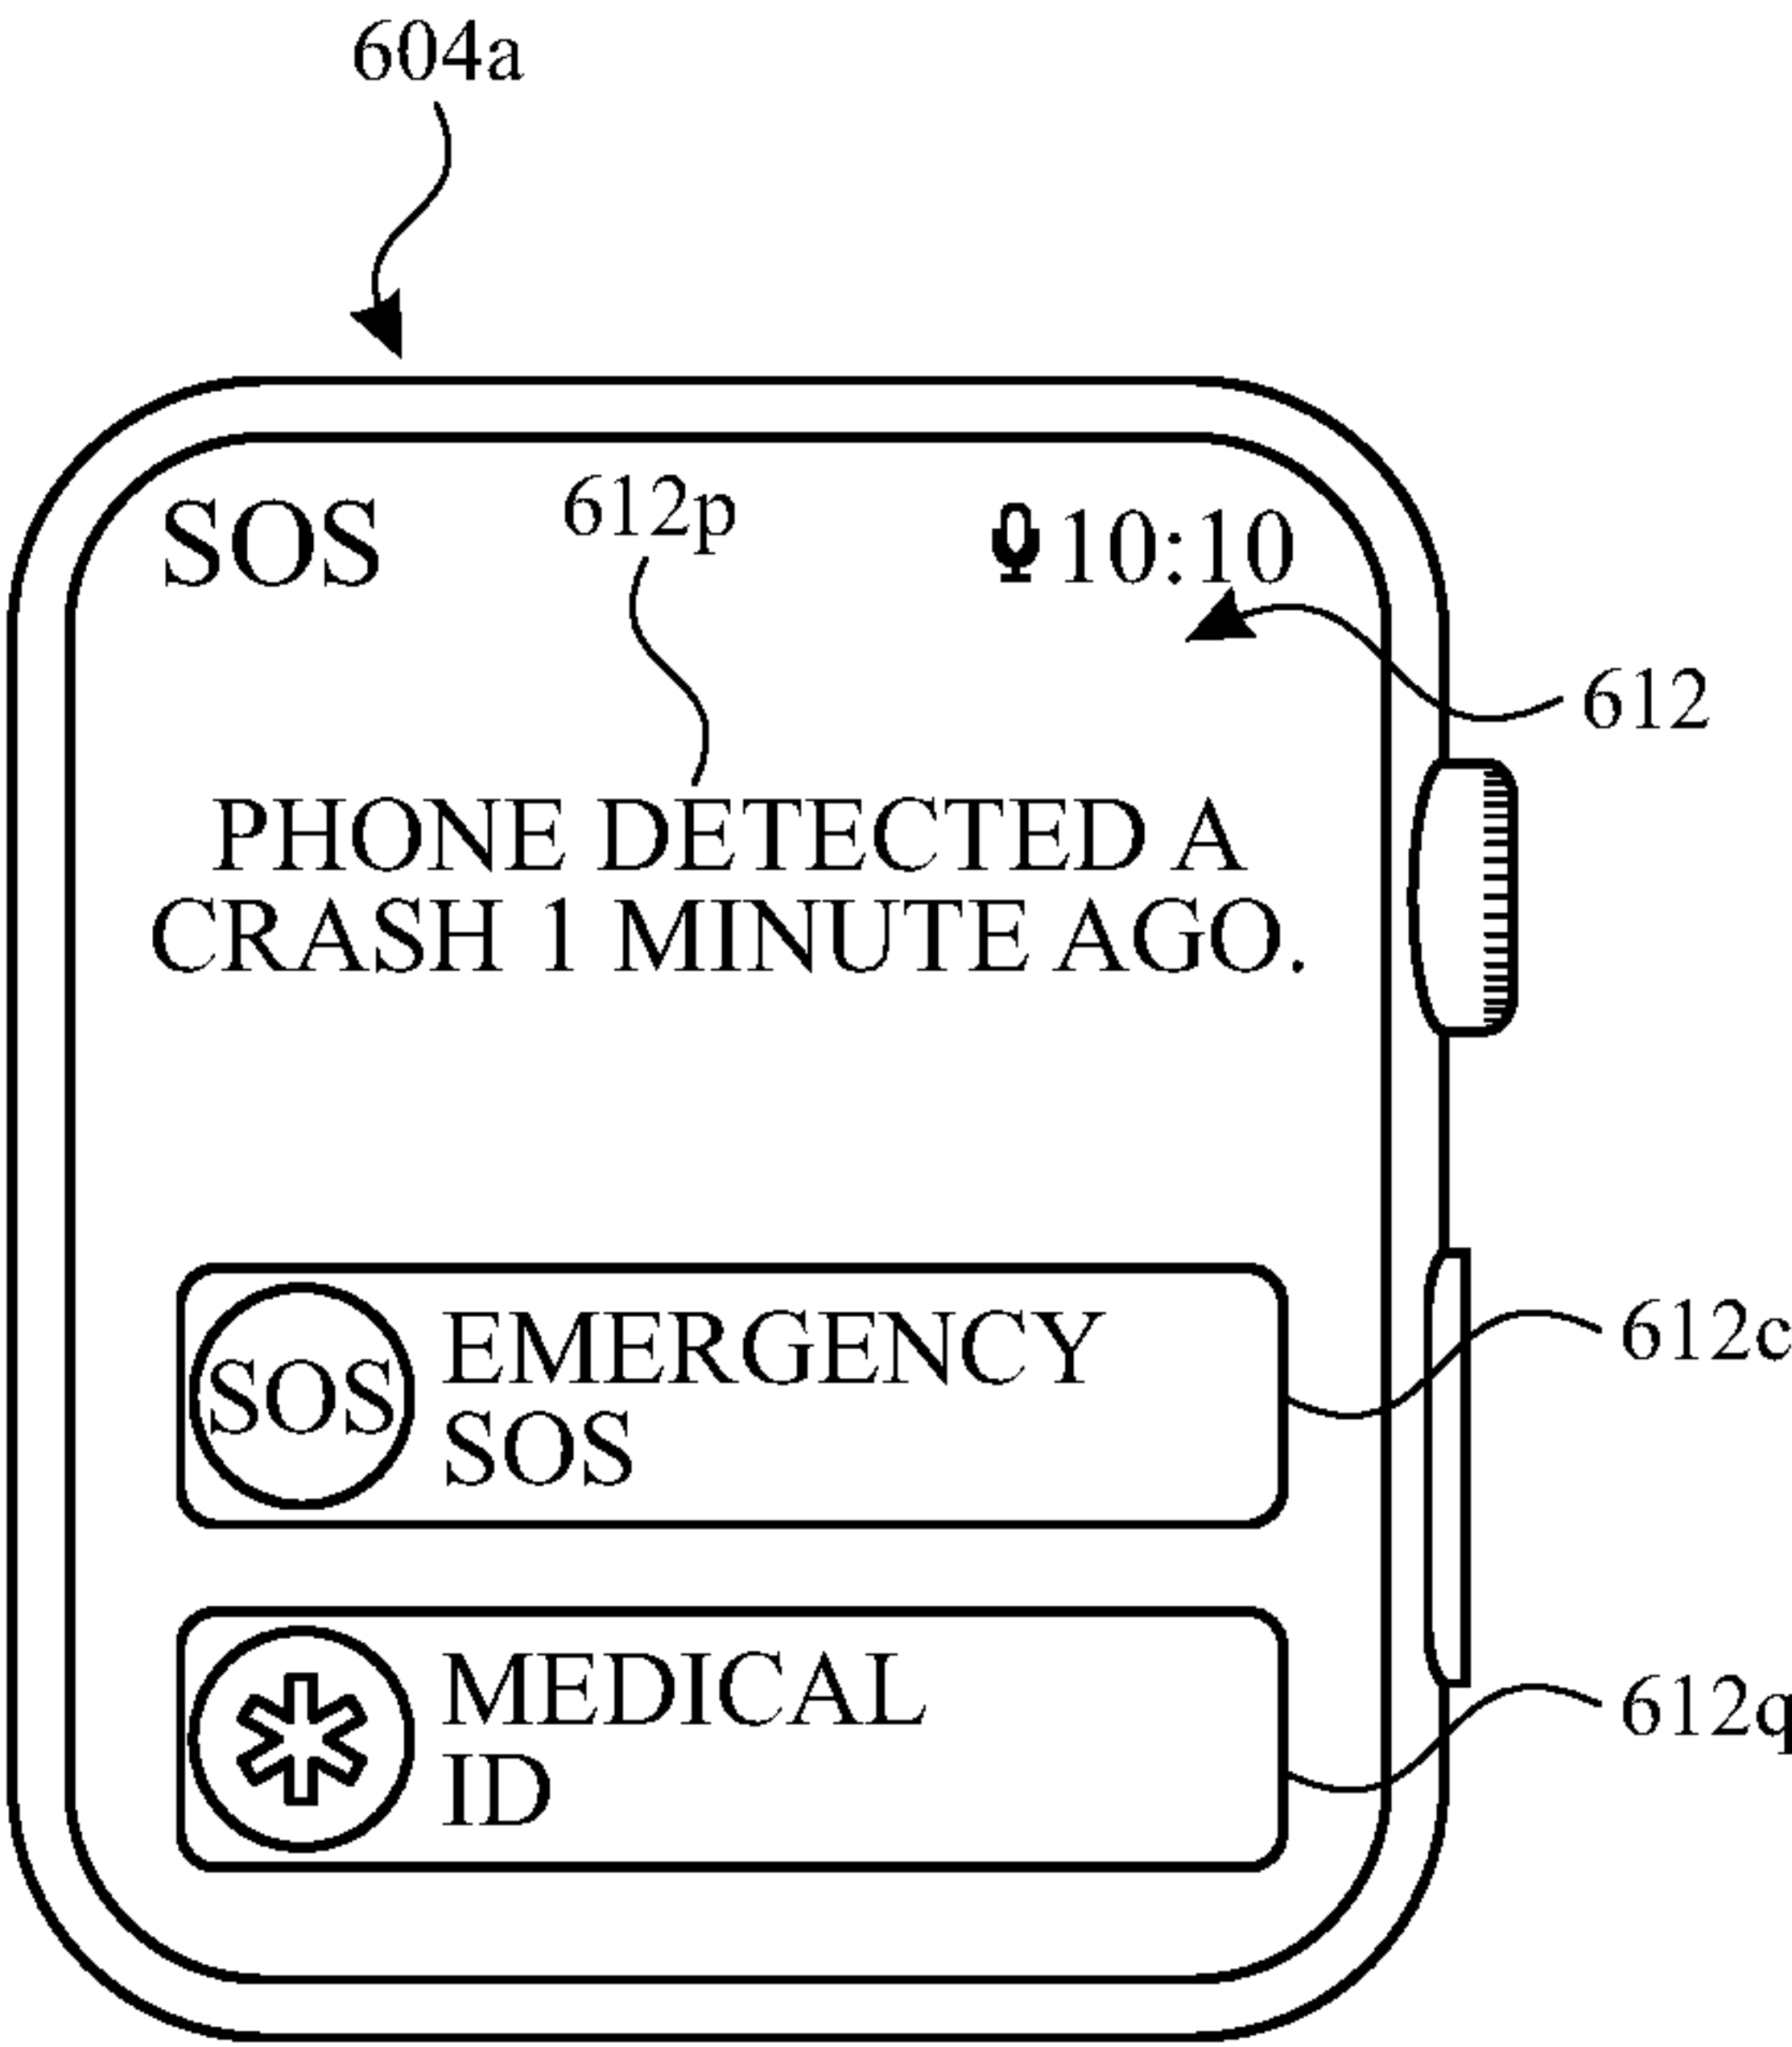 604a
SOS
612p
10:10
612
PHONE DETECTED A
CRASH 1 MINUTE AGO.
SOS
EMERGENCY
SOS
612c
MEDICAL
ID
612q